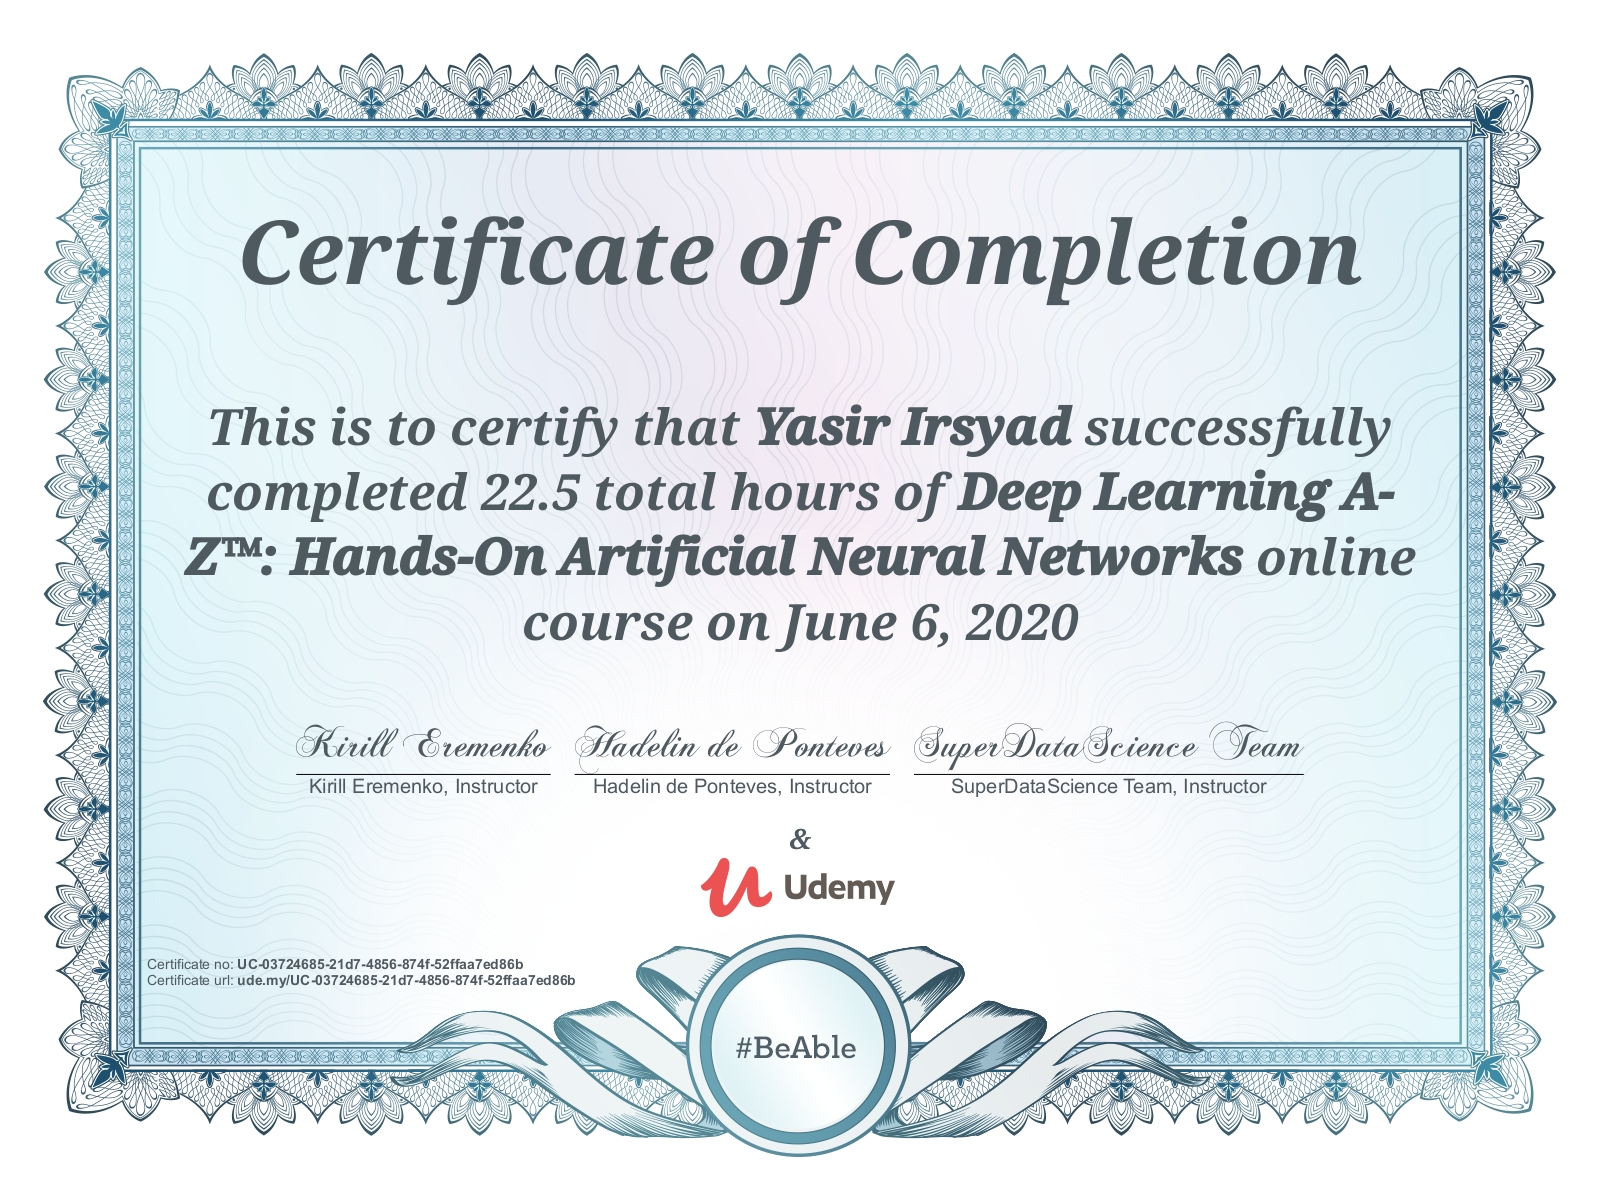 Certificate of Completion
This is to certify that Yasir Irsyad successfully
completed 22.5 total hours of Deep Learning A-
Z™: Hands-On Artificial Neural Networks online
course on June 6, 2020
Kirill Eremenko Hadelin de Ponteves SuperDataScience Team
Kirill Eremenko, Instructor Hadelin de Ponteves, Instructor SuperDataScience Team, Instructor
&
Udemy
Certificate no: UC-03724685-21d7-4856-874f-52ffaa7ed86b
Certificate url: ude.my/UC-03724685-21d7-4856-874f-52ffaa7ed86b
#BeAble